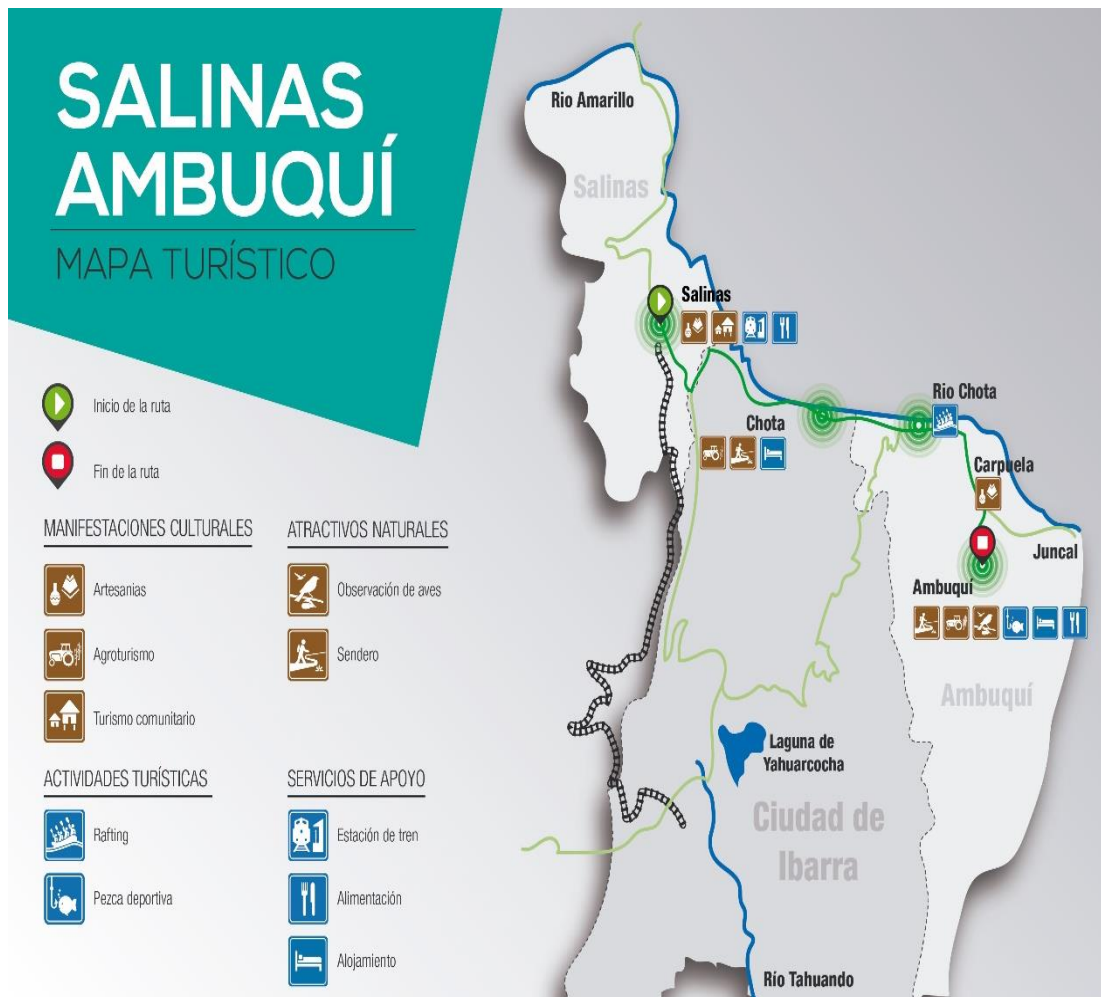 SALINAS
AMBUQUÍ
MAPA TURÍSTICO
Inicio de la ruta
Fin de la ruta
MANIFESTACIONES CULTURALES
Artesanias
Agroturismo
Turismo comunitario
ATRACTIVOS NATURALES
Observación de aves
Sendero
ACTIVIDADES TURÍSTICAS
Rafting
Pezca deportiva
SERVICIOS DE APOYO
Estación de tren
Alimentación
Alojamiento
Rio Amarillo
Salinas
Salinas
Chota
Rio Chota
Carpuela
Juncal
Ambuquí
Ambuquí
Laguna de
Yahuarcocha
Ciudad de
Ibarra
Río Tahuando